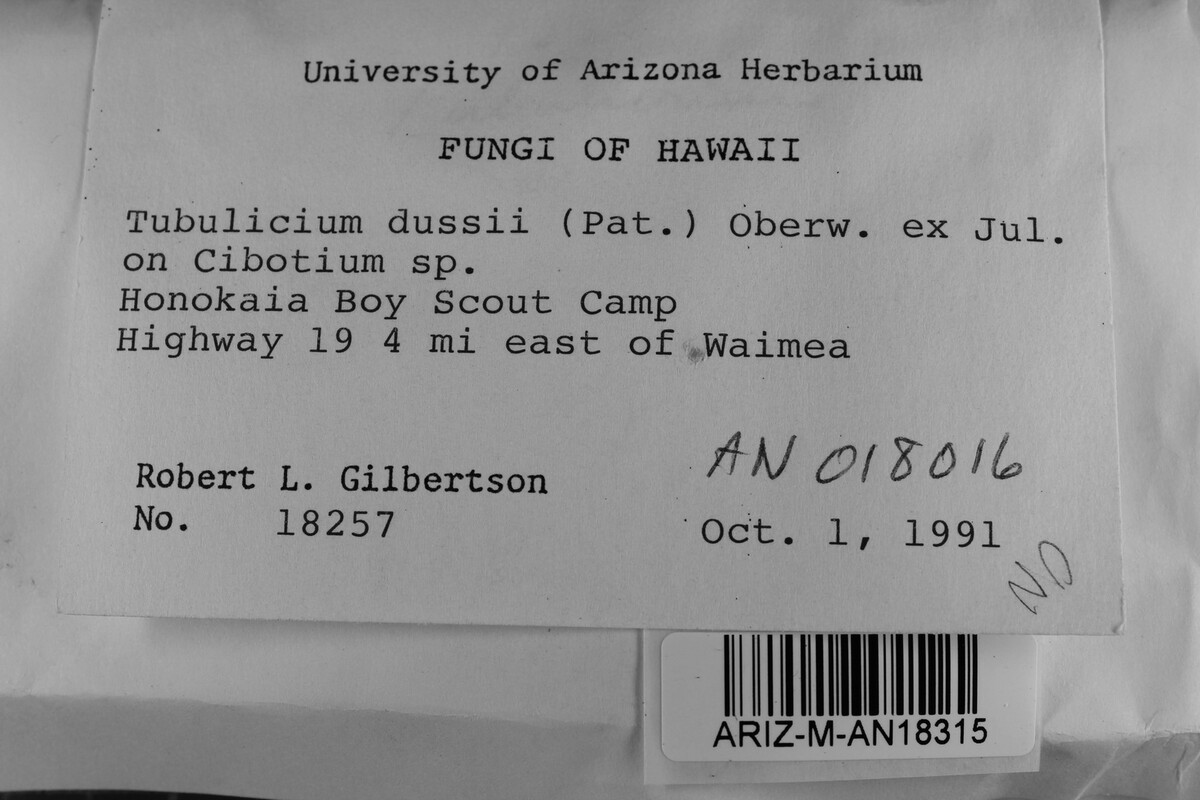 University of Arizona Herbarium
FUNGI OF HAWAII
Tubulicium dussii (Pat.) Oberw. ex Jul.
on Cibotium sp.
Honokaia Boy Scout Camp
Highway 19 4 mi east of Waimea
AN 018016
Robert L. Gilbertson
No. 18257
Oct. 1, 1991
ND
ARIZ-M-AN18315